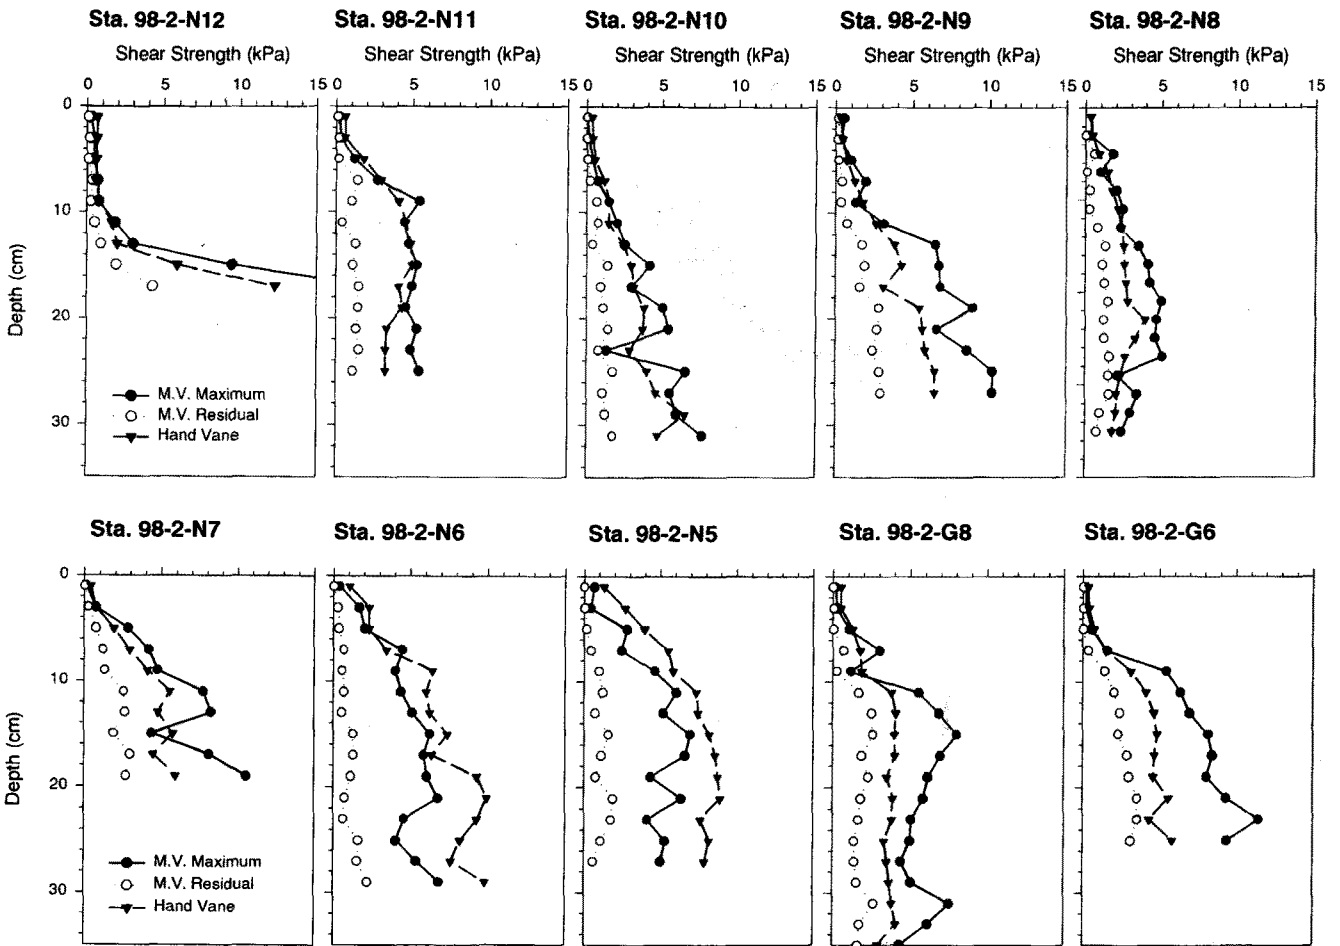 Sta. 98-2-N12 Sta. 98-2-N11 Sta. 98-2-N10 Sta. 98-2-N9 Sta. 98-2-N8
Shear Strength (kPa) Shear Strength (kPa) Shear Strength (kPa) Shear Strength (kPa) Shear Strength (kPa)
0 5 10 15 0 5 10 15 0 5 10 15 0 5 10 15 0 5 10 15
0
10
Depth (cm)
20
M.V. Maximum
M.V. Residual
30
Hand Vane
Sta. 98-2-N7 Sta. 98-2-N6 Sta. 98-2-N5 Sta. 98-2-G8 Sta. 98-2-G6
0
10
Depth (cm)
20
M.V. Maximum
M.V. Residual
30
Hand Vane